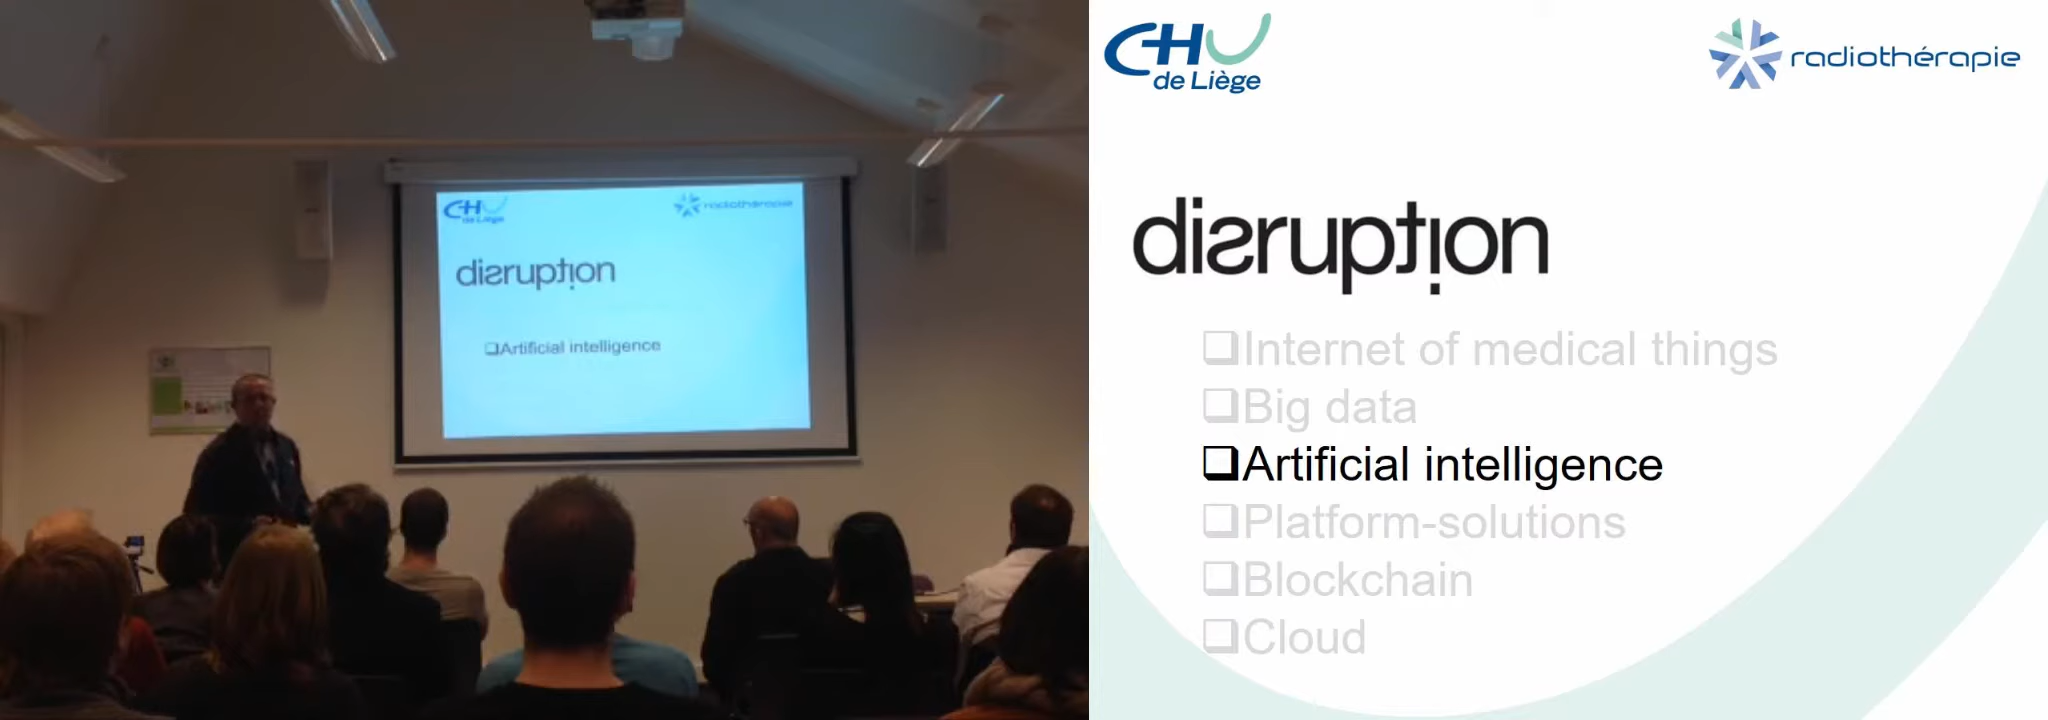 CHU
de Liège
radiothérapie
disruption
❑Artificial intelligence
CHU
de Liège
radiothérapie
disruption
❑Internet of medical things
❑Big data
❑Artificial intelligence
❑Platform-solutions
❑Blockchain
❑Cloud